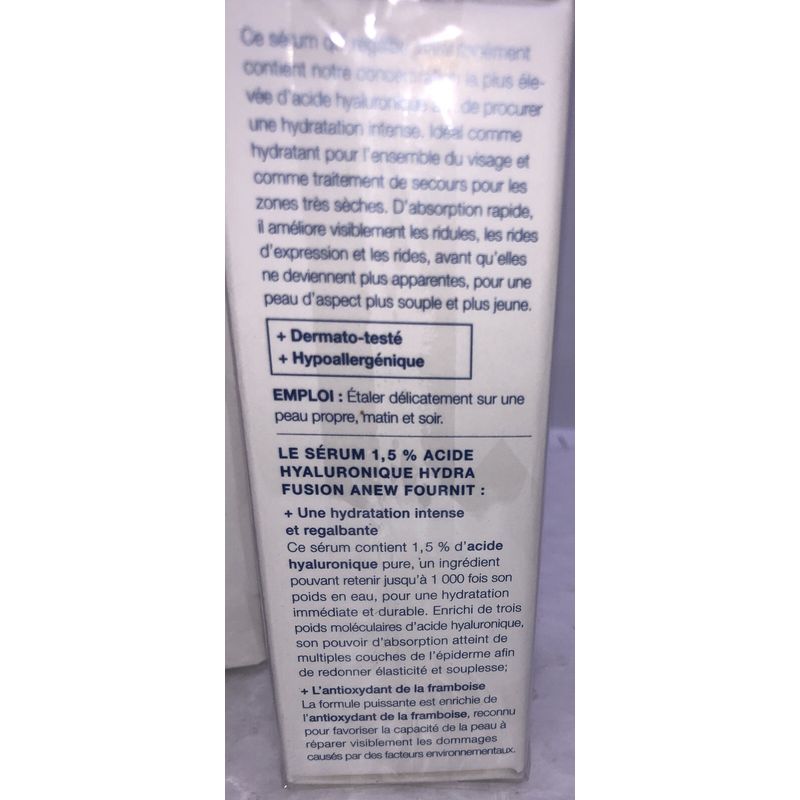 Ce sérum qui
contient notre concentration la plus éle-
vée d'acide hyaluronique afin de procurer
une hydratation intense. Idéal comme
hydratant pour l'ensemble du visage et
comme traitement de secours pour les
zones très sèches. D'absorption rapide,
il améliore visiblement les ridules, les rides
d'expression et les rides, avant qu'elles
ne deviennent plus apparentes, pour une
peau d'aspect plus souple et plus jeune.
+ Dermato-testé
+ Hypoallergénique
EMPLOI : Étaler délicatement sur une
peau propre, matin et soir.
LE SÉRUM 1,5 % ACIDE
HYALURONIQUE HYDRA
FUSION ANEW FOURNIT :
+ Une hydratation intense
et regalbante
Ce sérum contient 1,5 % d'acide
hyaluronique pure, un ingrédient
pouvant retenir jusqu'à 1 000 fois son
poids en eau, pour une hydratation
immédiate et durable. Enrichi de trois
poids moléculaires d'acide hyaluronique,
son pouvoir d'absorption atteint de
multiples couches de l'épiderme afin
de redonner élasticité et souplesse;
+ L'antioxydant de la framboise
La formule puissante est enrichie de
l'antioxydant de la framboise, reconnu
pour favoriser la capacité de la peau à
réparer visiblement les dommages
causés par des facteurs environnementaux.